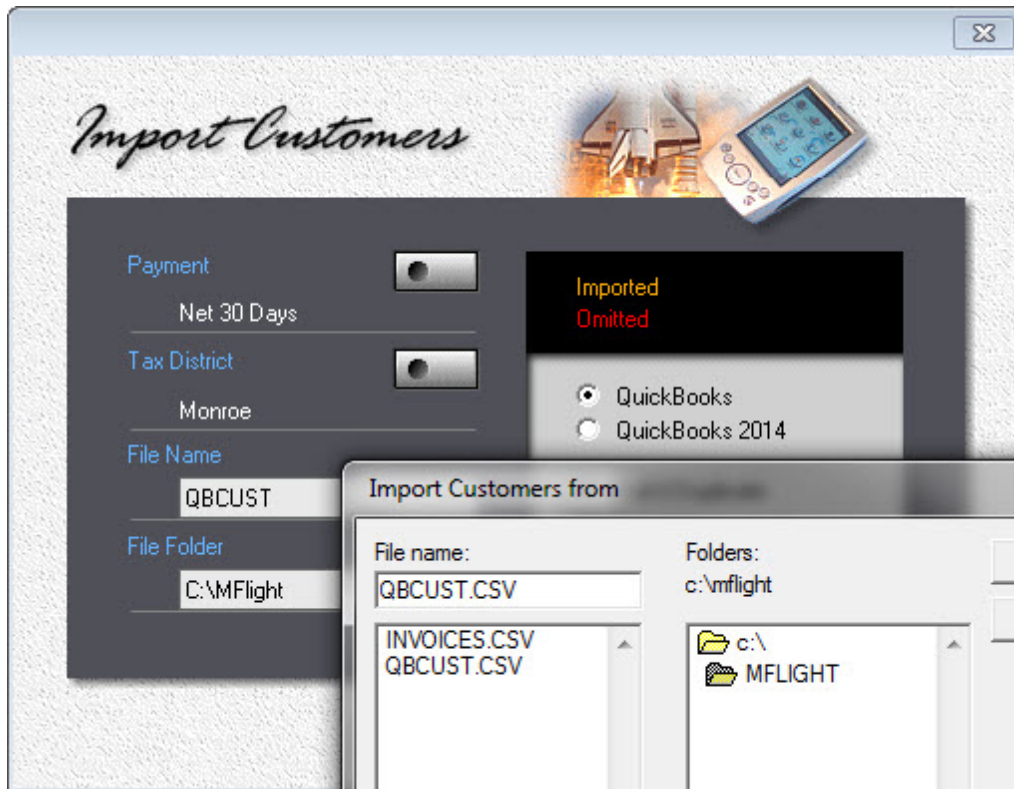 Import Customers
Payment
Net 30 Days
Tax District
Monroe
File Name
QBCUST
File Folder
C:\MFlight
Imported
Omitted
QuickBooks
QuickBooks 2014
Import Customers from
File name:
QBCUST.CSV
INVOICES.CSV
QBCUST.CSV
Folders:
c:\mflight
c:\
MFLIGHT